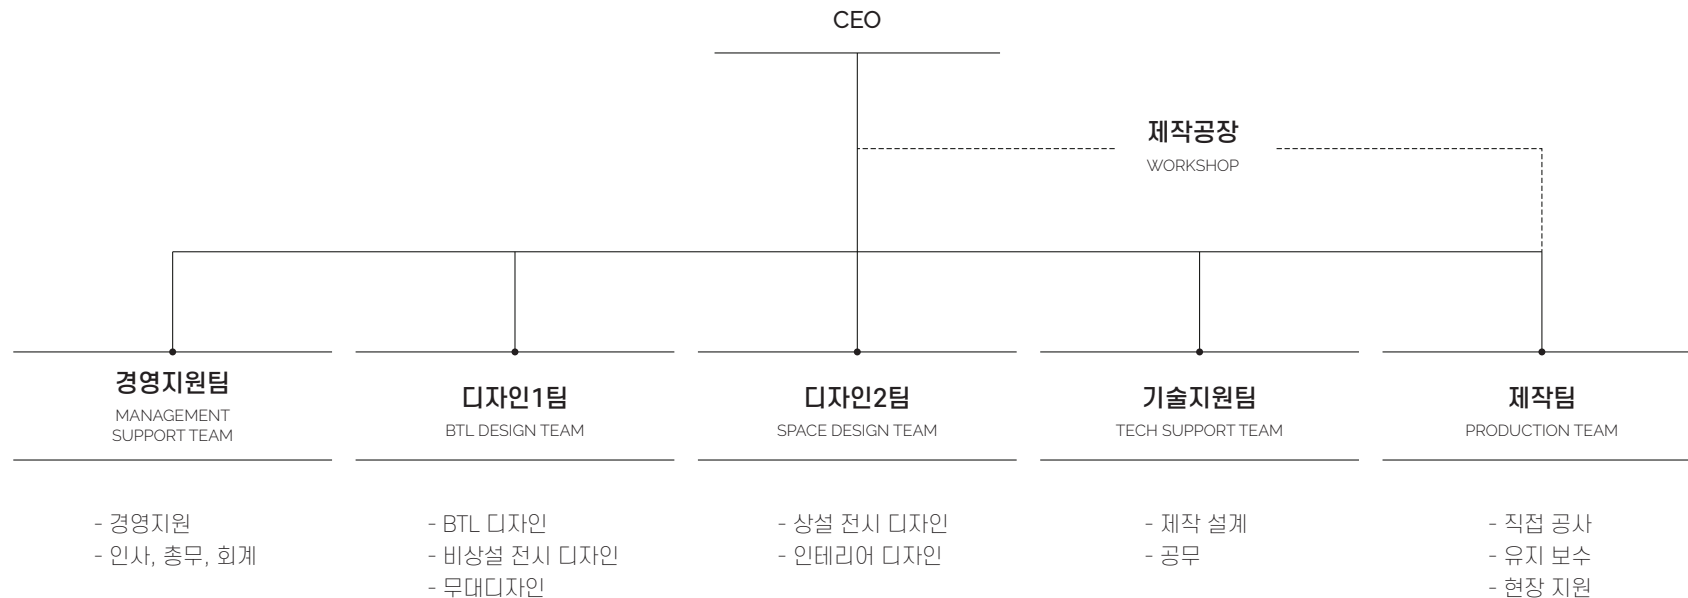 CEO
제작공장
WORKSHOP
경영지원팀
MANAGEMENT
SUPPORT TEAM
디자인1팀
BTL DESIGN TEAM
디자인2팀
SPACE DESIGN TEAM
기술지원팀
TECH SUPPORT TEAM
제작팀
PRODUCTION TEAM
- 경영지원
- 인사, 총무, 회계
- BTL 디자인
- 비상설 전시 디자인
- 무대디자인
- 상설 전시 디자인
- 인테리어 디자인
- 제작 설계
- 공무
- 직접 공사
- 유지 보수
- 현장 지원